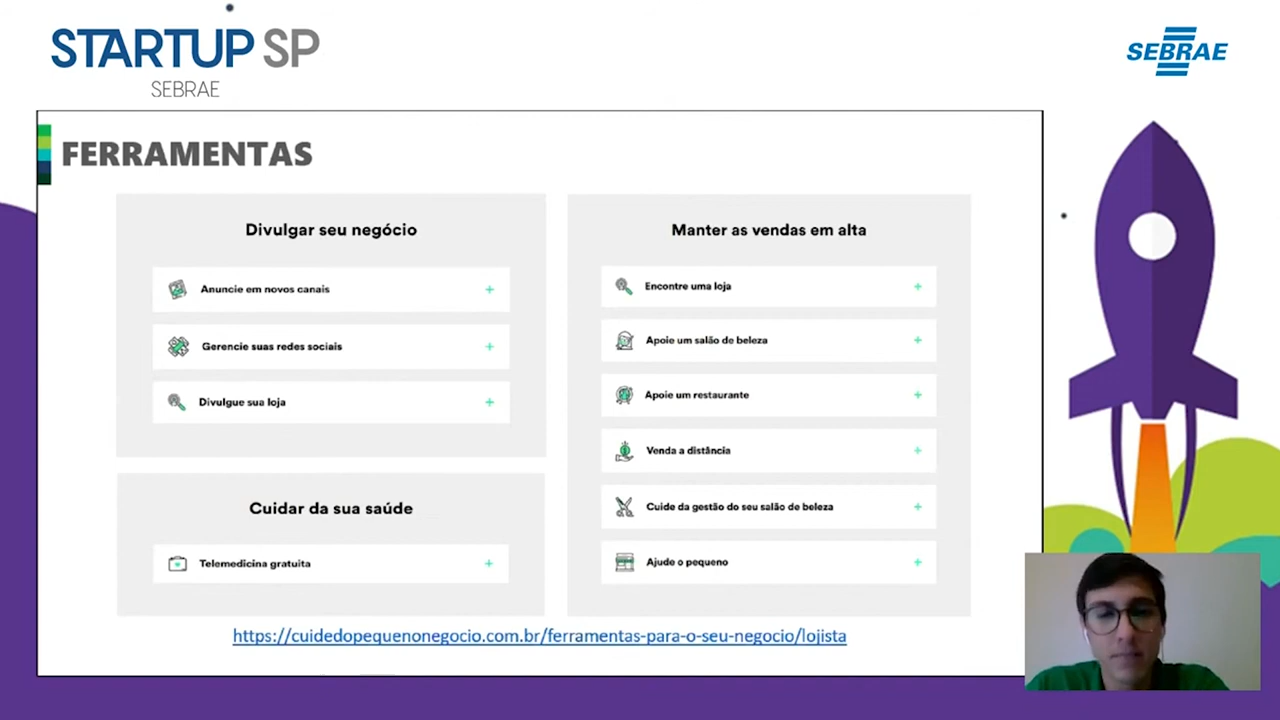 STARTUP SP
SEBRAE
SEBRAE
FERRAMENTAS
Divulgar seu negócio
Anuncie em novos canais
Gerencie suas redes sociais
Divulgue sua loja
Cuidar da sua saúde
Telemedicina gratuita
Manter as vendas em alta
Encontre uma loja
Apoie um salão de beleza
Apoie um restaurante
Venda a distância
Cuide da gestão do seu salão de beleza
Ajude o pequeno
https://cuidedopequenonegocio.com.br/ferramentas-para-o-seu-negocio/lojista